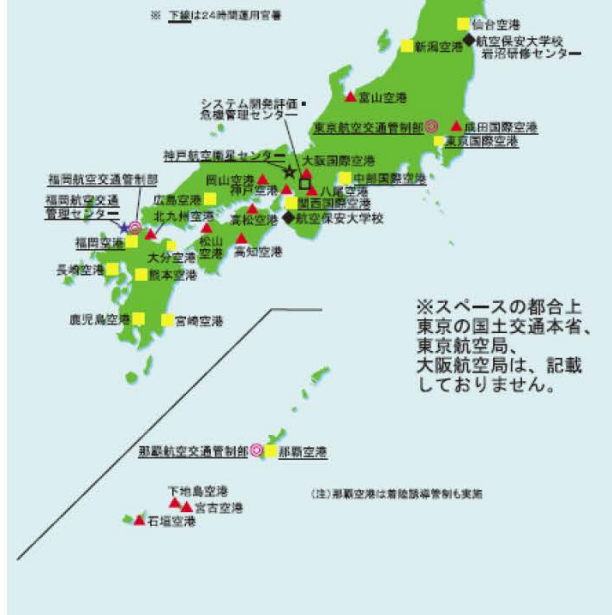 ※ 下線は24時間運用官署
仙台空港
航空保安大学校
岩沼研修センター
新潟空港
富山空港
システム開発評価・
危機管理センター
東京航空交通管制部
成田国際空港
東京国際空港
神戸航空衛星センター
大阪国際空港
福岡航空交通管制部
岡山空港
中部国際空港
神戸空港
八尾空港
福岡航空交通
管理センター
広島空港
関西国際空港
北九州空港
高松空港
航空保安大学校
福岡空港
松山
空港
高知空港
大分空港
長崎空港
熊本空港
鹿児島空港
宮崎空港
※スペースの都合上
東京の国土交通本省、
東京航空局、
大阪航空局は、記載
しておりません。
那覇航空交通管制部
那覇空港
下地島空港
宮古空港
石垣空港
(注)那覇空港は着陸誘導管制も実施